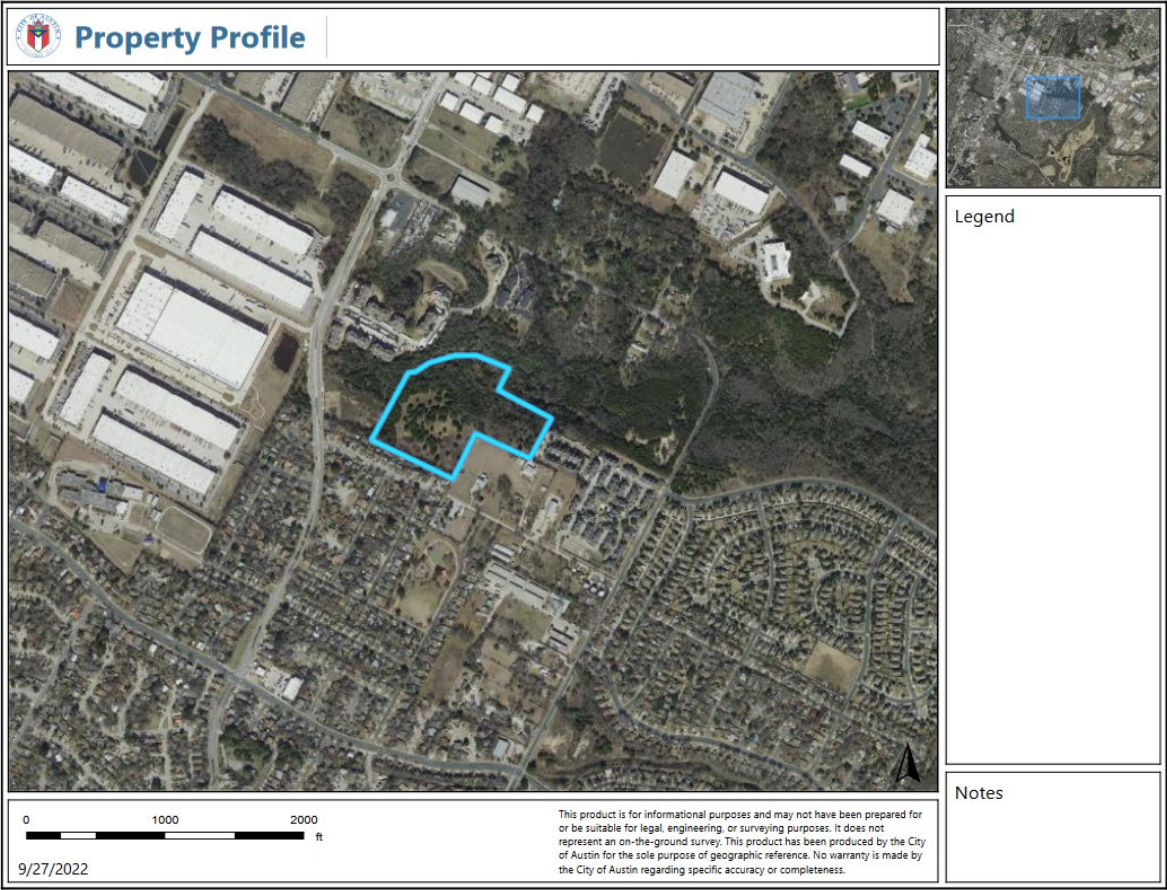 Property Profile
Legend
Notes
0 1000 2000
ft
9/27/2022
This product is for informational purposes and may not have been prepared for
or be suitable for legal, engineering, or surveying purposes. It does not
represent an on-the-ground survey. This product has been produced by the City
of Austin for the sole purpose of geographic reference. No warranty is made by
the City of Austin regarding specific accuracy or completeness.